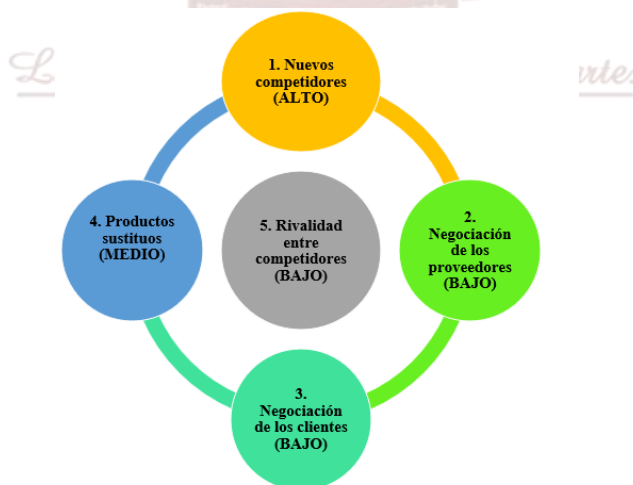 1. Nuevos
competidores
(ALTO)
4. Productos
sustituos
(MEDIO)
5. Rivalidad
entre
competidores
(BAJO)
2.
Negociación
de los
proveedores
(BAJO)
3.
Negociación
de los clientes
(BAJO)